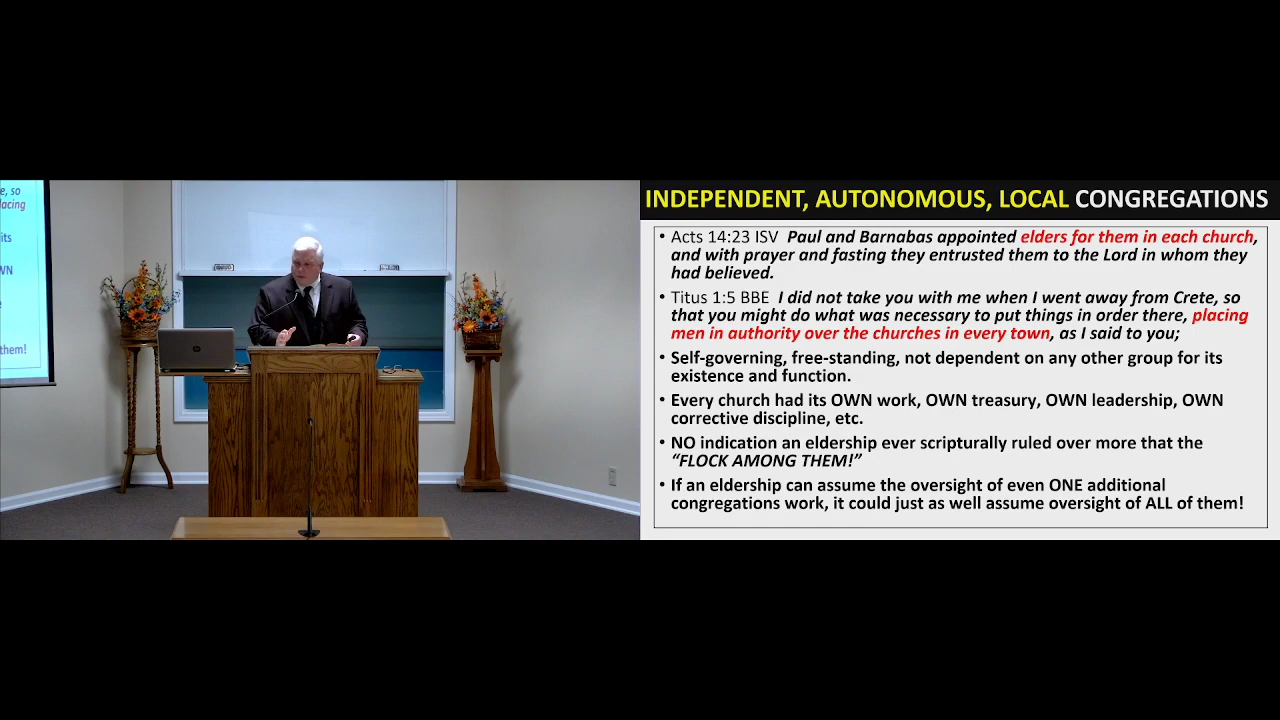 e, so
lacing
its
WN
e
them!
INDEPENDENT, AUTONOMOUS, LOCAL CONGREGATIONS
• Acts 14:23 ISV Paul and Barnabas appointed elders for them in each church,
and with prayer and fasting they entrusted them to the Lord in whom they
had believed.
• Titus 1:5 BBE I did not take you with me when I went away from Crete, so
that you might do what was necessary to put things in order there, placing
men in authority over the churches in every town, as I said to you;
• Self-governing, free-standing, not dependent on any other group for its
existence and function.
• Every church had its OWN work, OWN treasury, OWN leadership, OWN
corrective discipline, etc.
• NO indication an eldership ever scripturally ruled over more that the
“FLOCK AMONG THEM!”
• If an eldership can assume the oversight of even ONE additional
congregations work, it could just as well assume oversight of ALL of them!